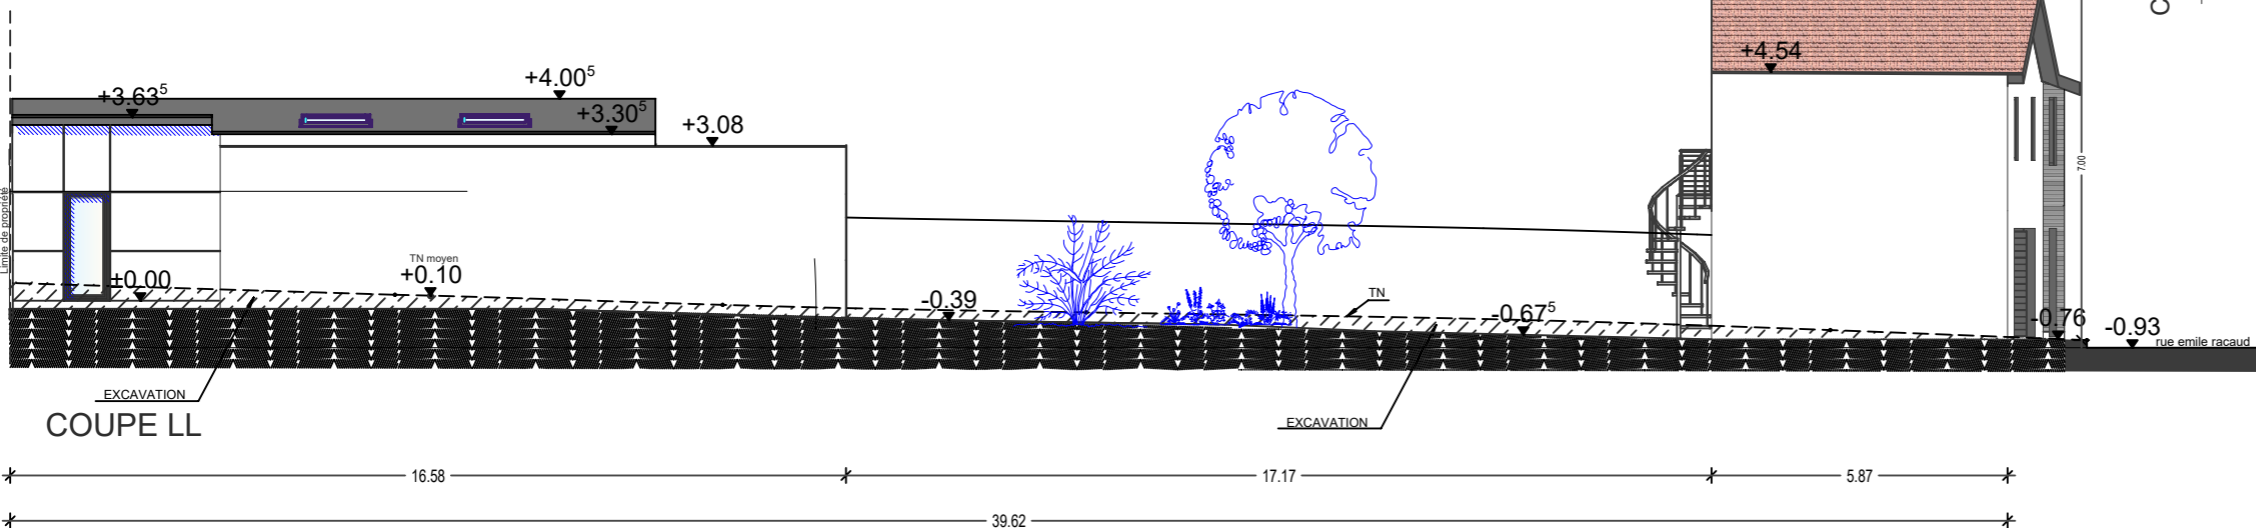 +4.54
+4.00⁵
+3.63⁵
+3.30⁵
+3.08
7.00
Limite de propriété
TN moyen
±0.00
+0.10
-0.39
TN
-0.67⁵
-0.76
-0.93
rue emile racaud
EXCAVATION
EXCAVATION
COUPE LL
16.58
17.17
5.87
39.62